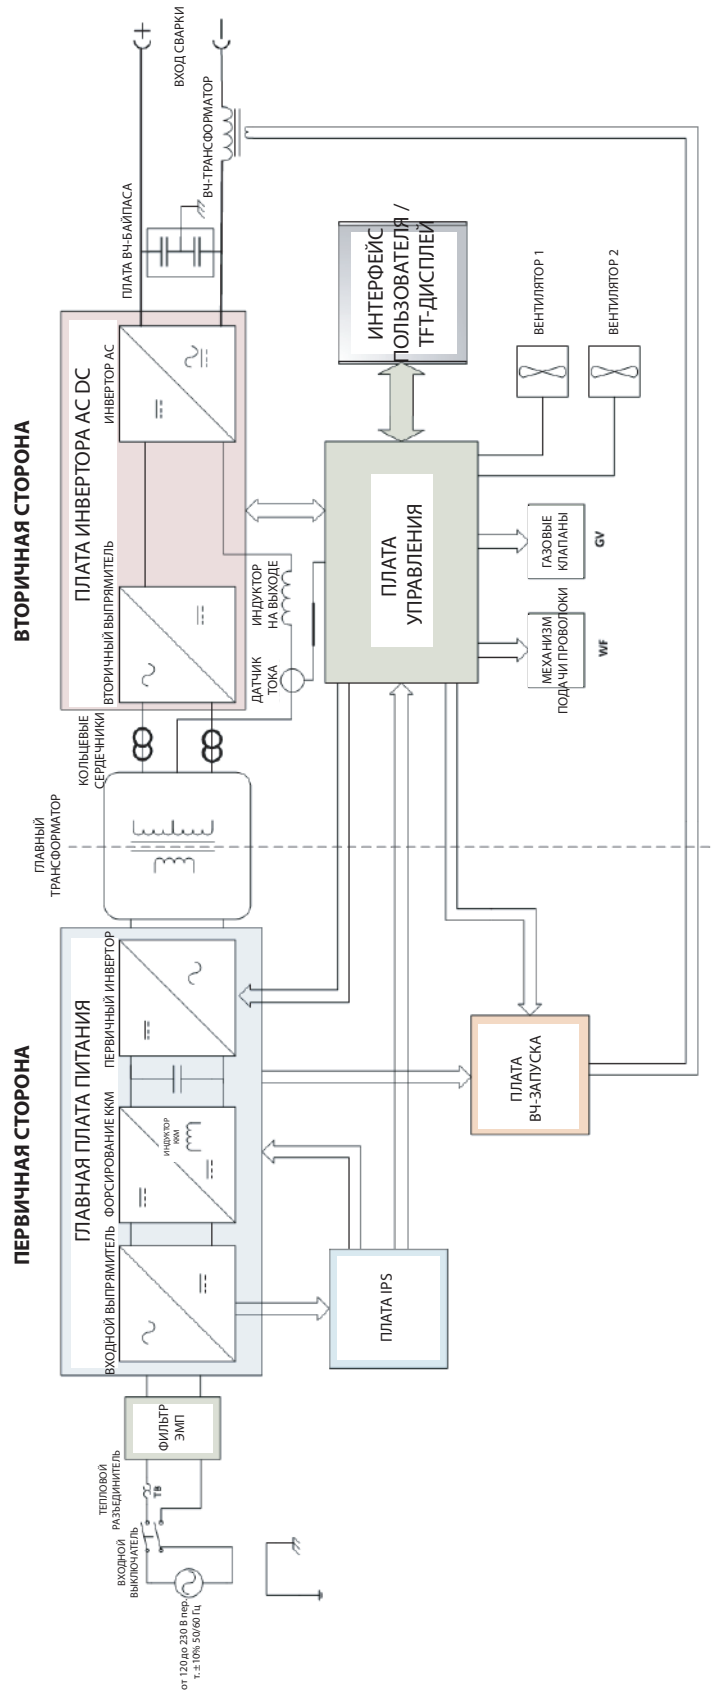 ПЕРВИЧНАЯ СТОРОНА
ВТОРИЧНАЯ СТОРОНА
от 120 до 230 В пер.
т. ±10% 50/60 Гц
ВХОДНОЙ
ВЫКЛЮЧАТЕЛЬ
ТЕПЛОВОЙ
РАЗЪЕДИНИТЕЛЬ
TB
ФИЛЬТР
ЭМП
ГЛАВНАЯ ПЛАТА ПИТАНИЯ
ВХОДНОЙ ВЫПРЯМИТЕЛЬ
ФОРСИРОВАНИЕ ККМ
ИНДУКТОР
ККМ
ПЕРВИЧНЫЙ ИНВЕРТОР
ГЛАВНЫЙ
ТРАНСФОРМАТОР
КОЛЬЦЕВЫЕ
СЕРДЕЧНИКИ
ПЛАТА ИНВЕРТОРА AC DC
ВТОРИЧНЫЙ ВЫПРЯМИТЕЛЬ
ИНВЕРТОР AC
ДАТЧИК
ТОКА
ИНДУКТОР
НА ВЫХОДЕ
ПЛАТА ВЧ-БАЙПАСА
ВЧ-ТРАНСФОРМАТОР
ВХОД СВАРКИ
+
−
ПЛАТА IPS
ПЛАТА
ВЧ-ЗАПУСКА
ПЛАТА
УПРАВЛЕНИЯ
ИНТЕРФЕЙС
ПОЛЬЗОВАТЕЛЯ /
TFT-ДИСПЛЕЙ
МЕХАНИЗМ
ПОДАЧИ ПРОВОЛОКИ
WF
ГАЗОВЫЕ
КЛАПАНЫ
GV
ВЕНТИЛЯТОР 1
ВЕНТИЛЯТОР 2